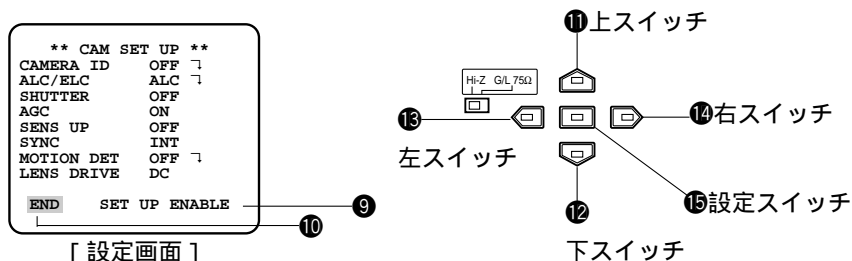 ** CAM SET UP **
CAMERA ID OFF ⮧
ALC/ELC ALC ⮧
SHUTTER OFF
AGC ON
SENS UP OFF
SYNC INT
MOTION DET OFF ⮧
LENS DRIVE DC
END SET UP ENABLE
❾
❿
[設定画面]
⓫上スイッチ
Hi-Z G/L 75Ω
⓭
左スイッチ
⓮右スイッチ
⓯設定スイッチ
⓬
下スイッチ